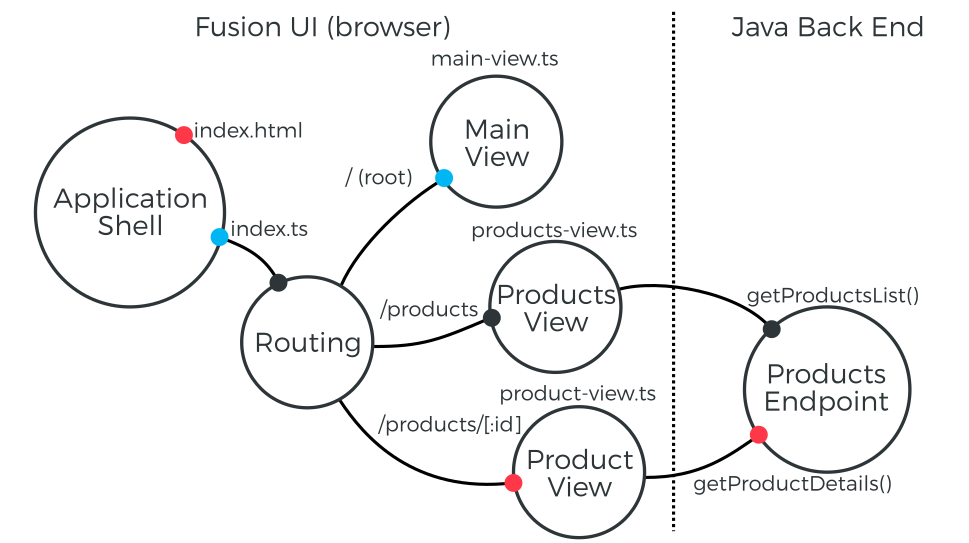 Fusion UI (browser)
Java Back End
main-view.ts
index.html
Main
View
/ (root)
Application
Shell
index.ts
products-view.ts
/products
Products
View
getProductsList()
Routing
Products
Endpoint
product-view.ts
/products/[:id]
Product
View
getProductDetails()